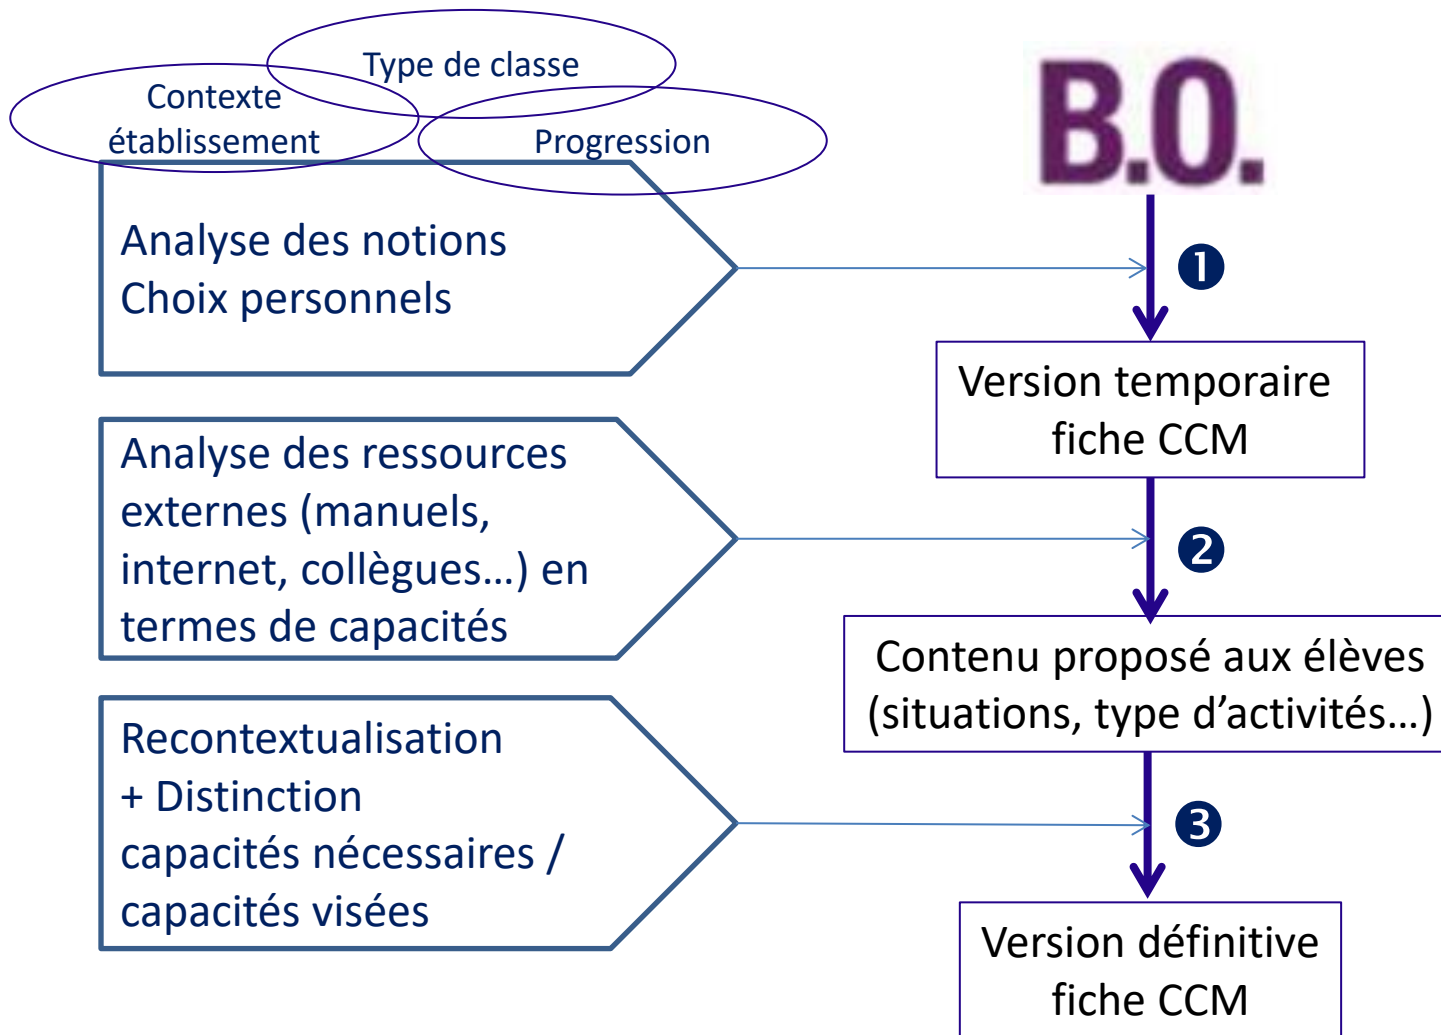 Type de classe
Contexte
établissement
Progression
B.O.
Analyse des notions
Choix personnels
❶
Version temporaire
fiche CCM
Analyse des ressources
externes (manuels,
internet, collègues…) en
termes de capacités
❷
Contenu proposé aux élèves
(situations, type d’activités…)
Recontextualisation
+ Distinction
capacités nécessaires /
capacités visées
❸
Version définitive
fiche CCM